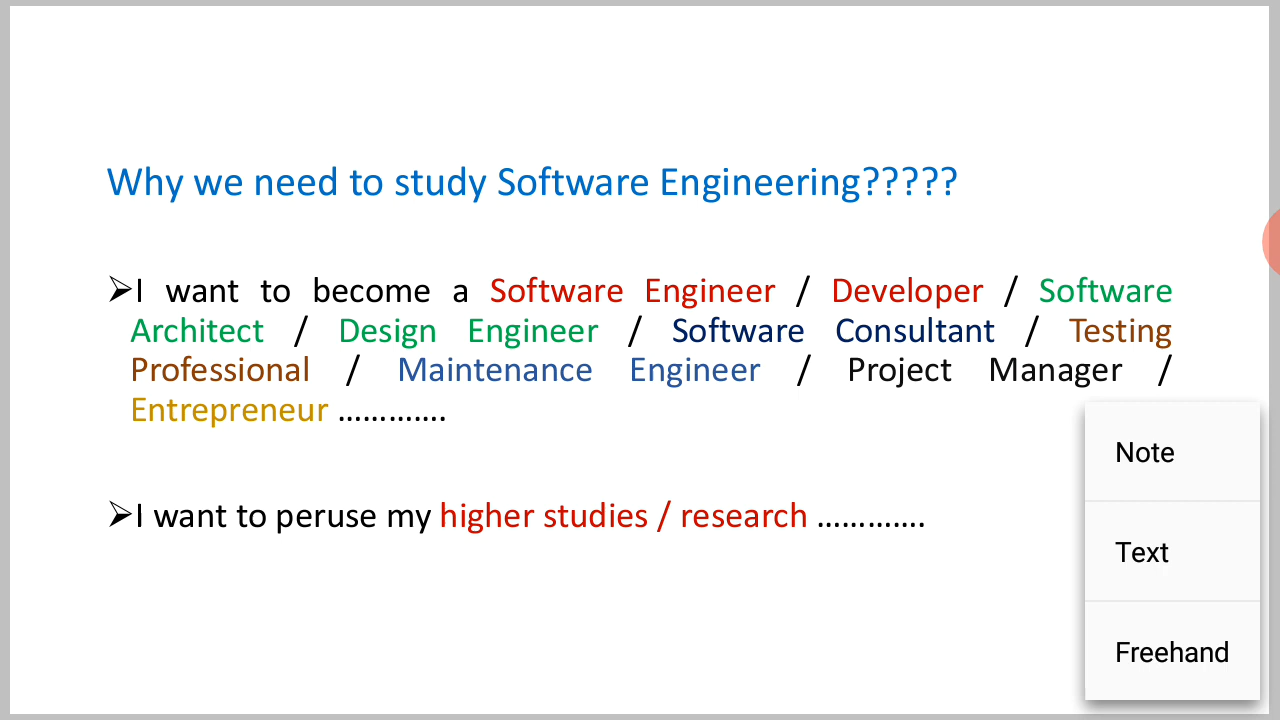 Why we need to study Software Engineering?????
➢I want to become a Software Engineer / Developer / Software
Architect / Design Engineer / Software Consultant / Testing
Professional / Maintenance Engineer / Project Manager /
Entrepreneur .............
➢I want to peruse my higher studies / research .............
Note
Text
Freehand